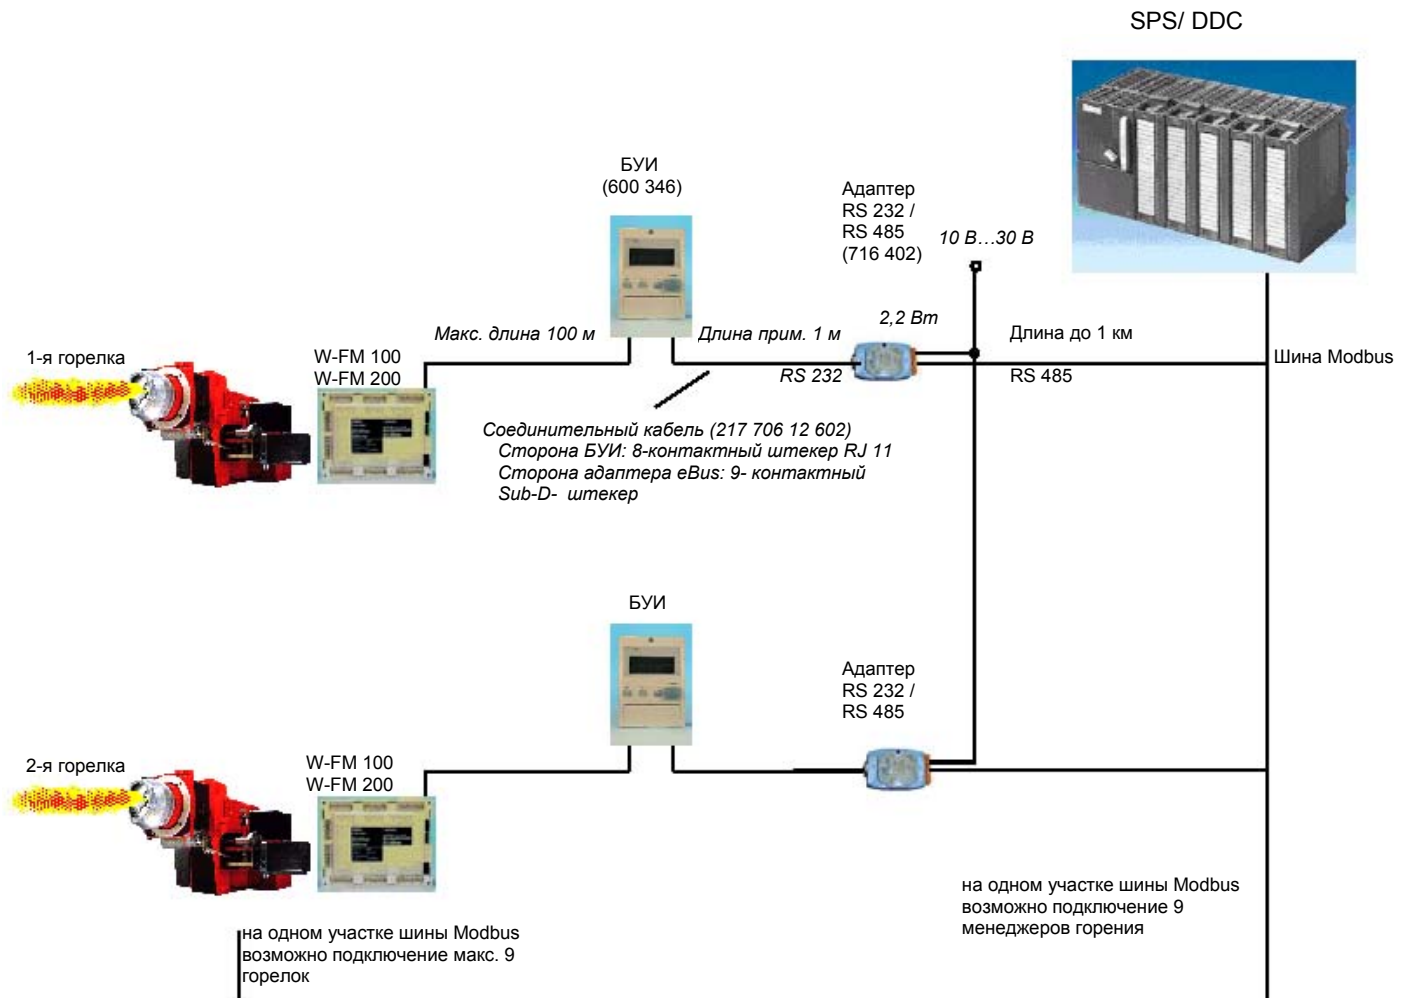 SPS/ DDC
БУИ
(600 346)
Адаптер
RS 232 /
RS 485
(716 402)
10 В…30 В
2,2 Вт
Макс. длина 100 м
Длина прим. 1 м
Длина до 1 км
1-я горелка
W-FM 100
W-FM 200
RS 232
RS 485
Шина Modbus
Соединительный кабель (217 706 12 602)
Сторона БУИ: 8-контактный штекер RJ 11
Сторона адаптера eBus: 9- контактный
Sub-D- штекер
БУИ
Адаптер
RS 232 /
RS 485
2-я горелка
W-FM 100
W-FM 200
на одном участке шины Modbus
возможно подключение 9
менеджеров горения
на одном участке шины Modbus
возможно подключение макс. 9
горелок